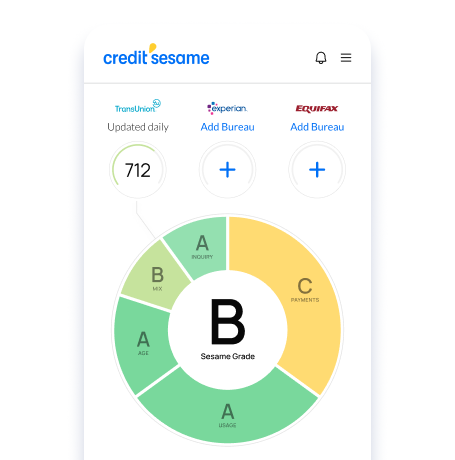 credit sesame
TransUnion tu experian. EQUIFAX
Updated daily Add Bureau Add Bureau
712 + +
A
INQUIRY
B
MIX
C
PAYMENTS
B
Sesame Grade
A
AGE
A
USAGE